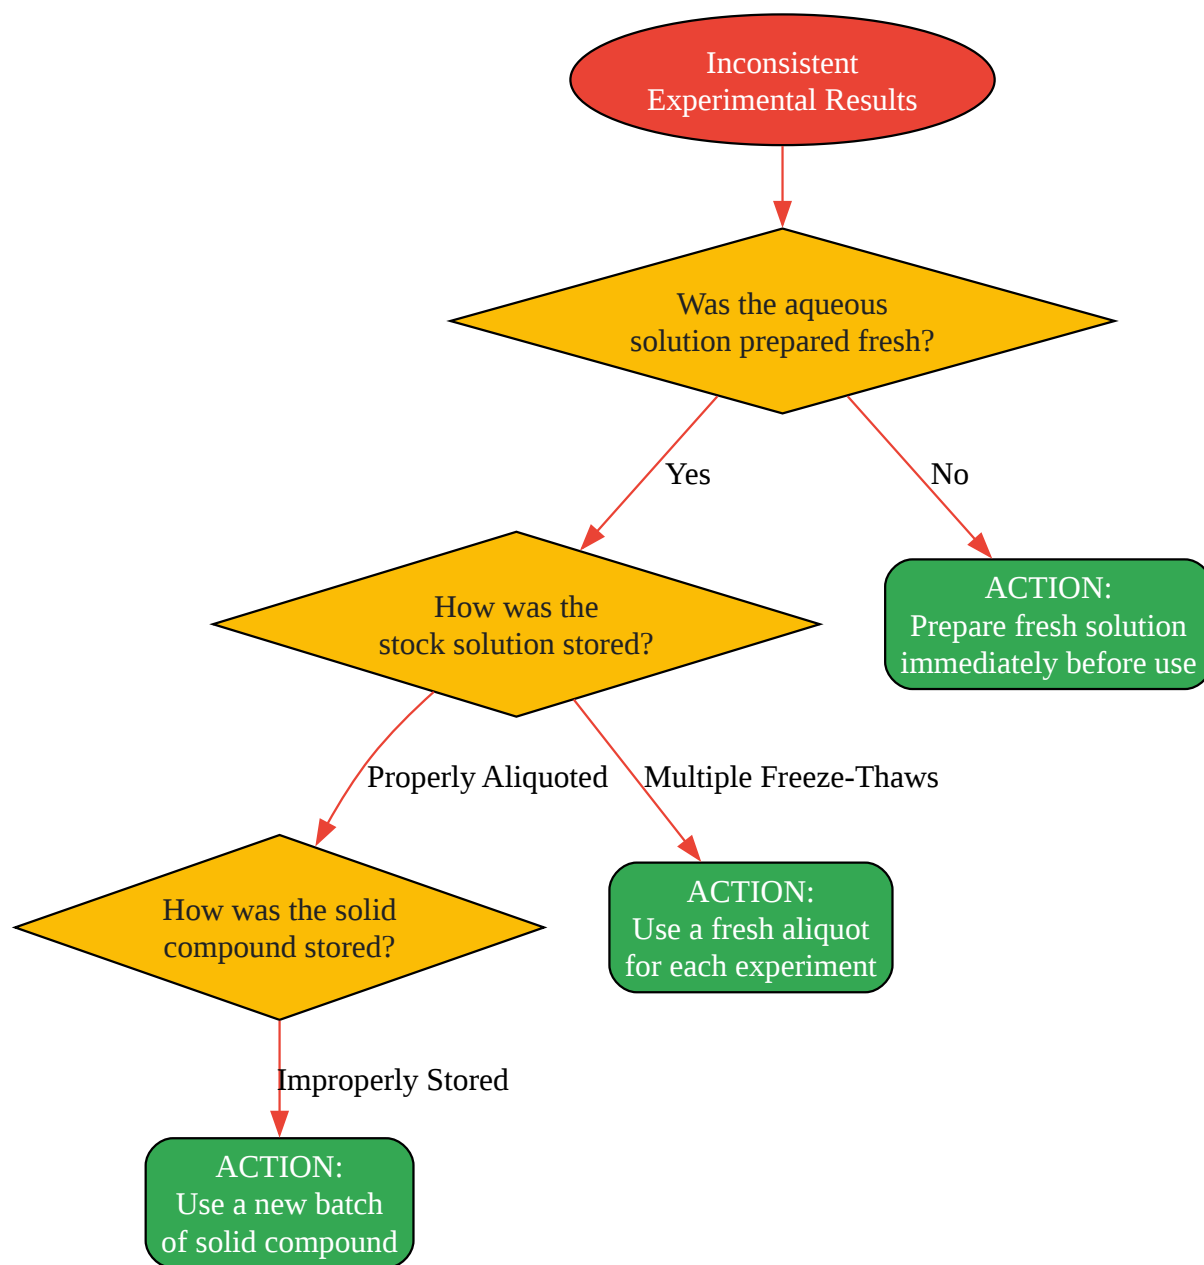 Inconsistent
Experimental Results
Was the aqueous
solution prepared fresh?
Yes
No
How was the
stock solution stored?
ACTION:
Prepare fresh solution
immediately before use
Properly Aliquoted
Multiple Freeze-Thaws
How was the solid
compound stored?
ACTION:
Use a fresh aliquot
for each experiment
Improperly Stored
ACTION:
Use a new batch
of solid compound